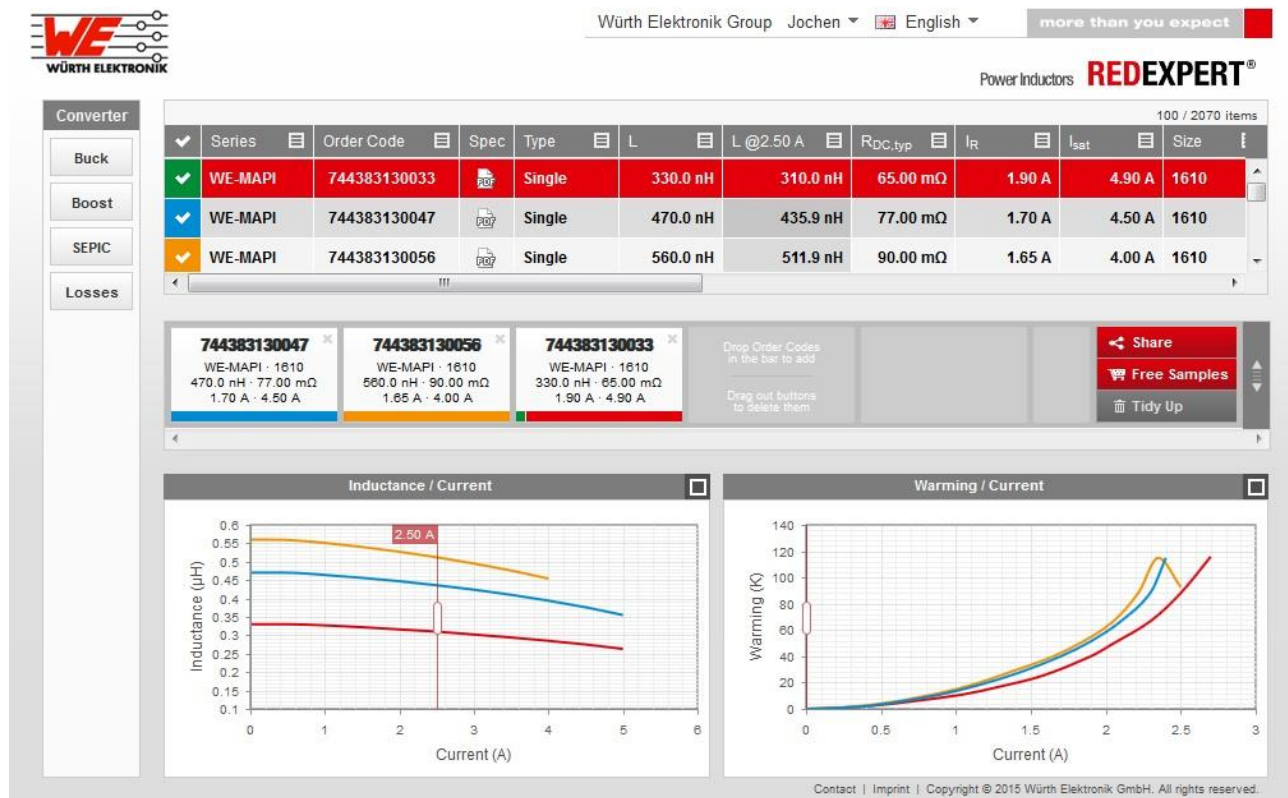 WE
WÜRTH ELEKTRONIK
Würth Elektronik Group Jochen English
more than you expect
Power Inductors REDEXPERT®
Converter
Buck
Boost
SEPIC
Losses
100 / 2070 items
Series Order Code Spec Type L L @2.50 A RDC,typ IR Isat Size
WE-MAPI 744383130033 PDF Single 330.0 nH 310.0 nH 65.00 mΩ 1.90 A 4.90 A 1610
WE-MAPI 744383130047 PDF Single 470.0 nH 435.9 nH 77.00 mΩ 1.70 A 4.50 A 1610
WE-MAPI 744383130056 PDF Single 560.0 nH 511.9 nH 90.00 mΩ 1.65 A 4.00 A 1610
744383130047
WE-MAPI · 1610
470.0 nH · 77.00 mΩ
1.70 A · 4.50 A
744383130056
WE-MAPI · 1610
560.0 nH · 90.00 mΩ
1.65 A · 4.00 A
744383130033
WE-MAPI · 1610
330.0 nH · 65.00 mΩ
1.90 A · 4.90 A
Drop Order Codes
in the bar to add
Drag out buttons
to delete them
Share
Free Samples
Tidy Up
Inductance / Current
2.50 A
Inductance (µH)
0.6
0.55
0.5
0.45
0.4
0.35
0.3
0.25
0.2
0.15
0.1
0 1 2 3 4 5 6
Current (A)
Warming / Current
Warming (K)
140
120
100
80
60
40
20
0
0 0.5 1 1.5 2 2.5 3
Current (A)
Contact | Imprint | Copyright © 2015 Würth Elektronik GmbH. All rights reserved.